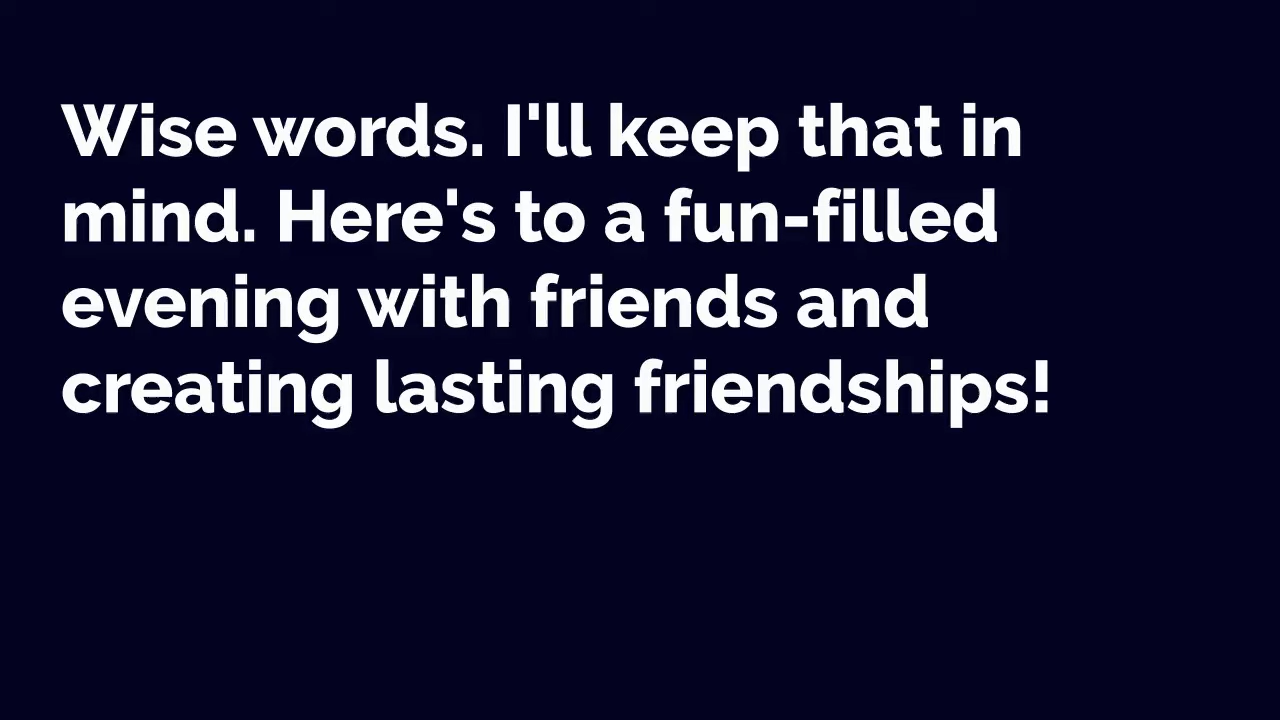 Wise words. I'll keep that in
mind. Here's to a fun-filled
evening with friends and
creating lasting friendships!